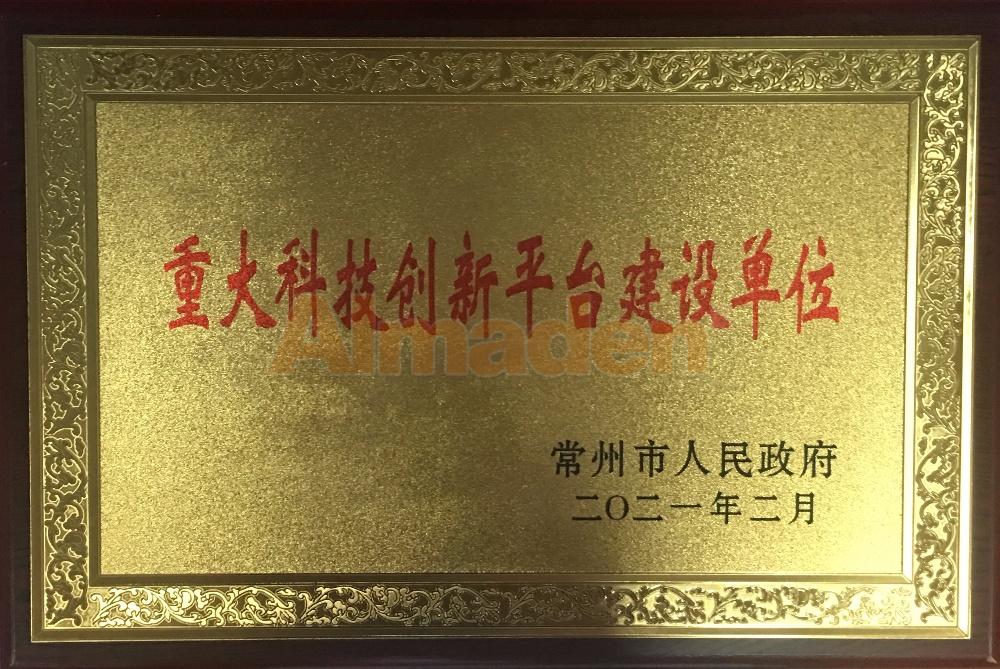 重大科技创新平台建设单位
Almaden
常州市人民政府
二〇二一年二月